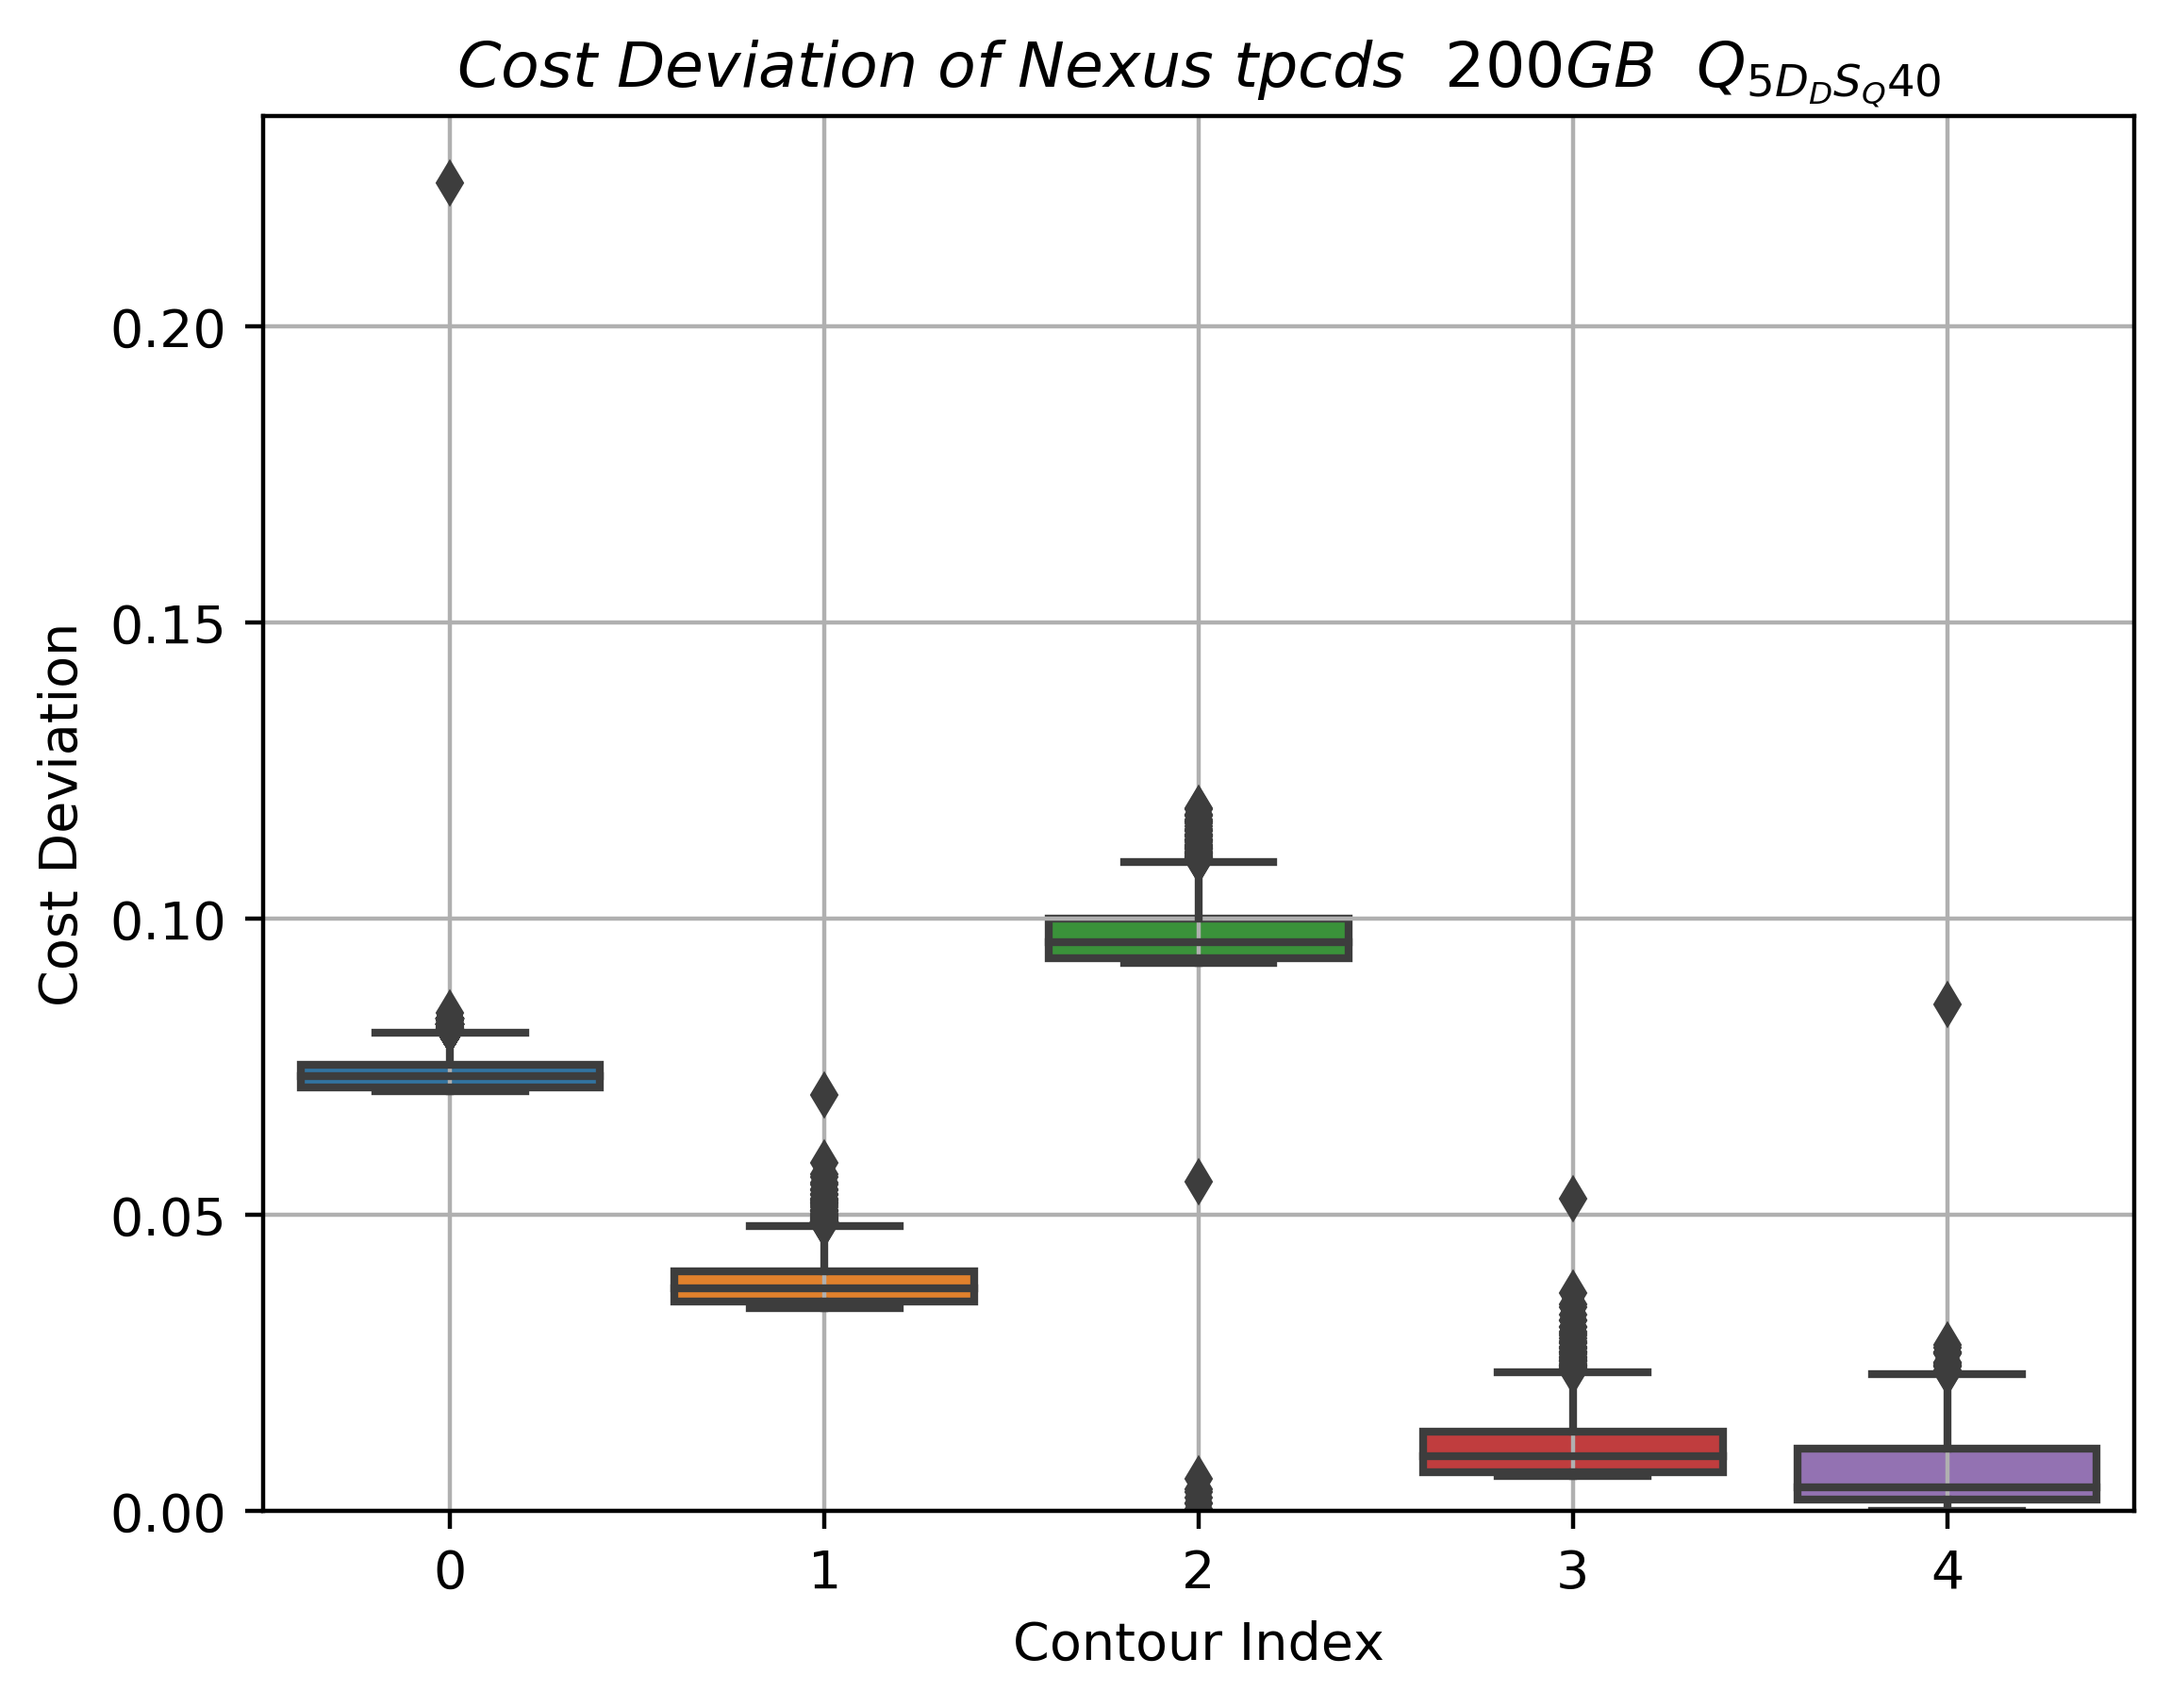 Cost Deviation of Nexus tpcds 200GB Q5DDSQ40
0.20
0.15
0.10
0.05
0.00
Cost Deviation
0 1 2 3 4
Contour Index